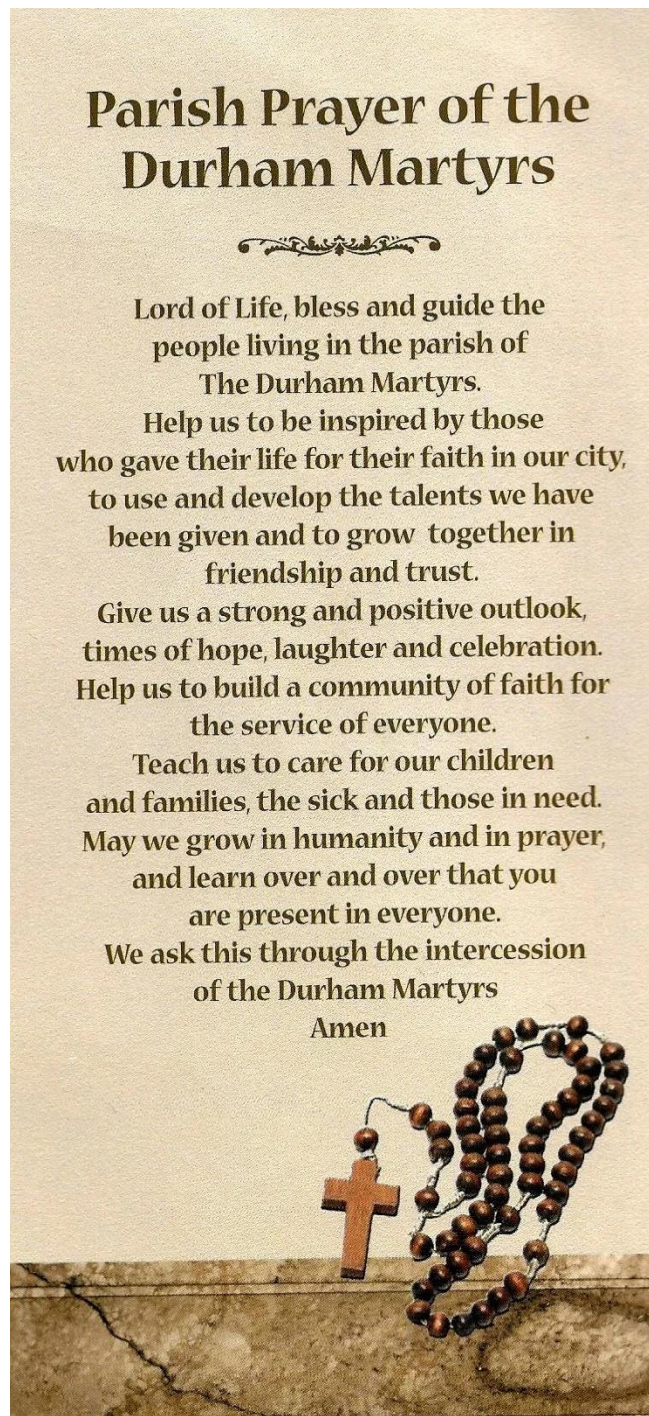 Parish Prayer of the
Durham Martyrs
Lord of Life, bless and guide the
people living in the parish of
The Durham Martyrs.
Help us to be inspired by those
who gave their life for their faith in our city,
to use and develop the talents we have
been given and to grow together in
friendship and trust.
Give us a strong and positive outlook,
times of hope, laughter and celebration.
Help us to build a community of faith for
the service of everyone.
Teach us to care for our children
and families, the sick and those in need.
May we grow in humanity and in prayer,
and learn over and over that you
are present in everyone.
We ask this through the intercession
of the Durham Martyrs
Amen